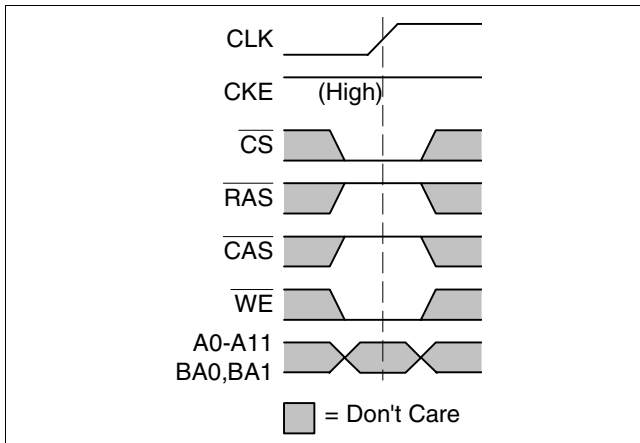 CLK
CKE (High)
CS
RAS
CAS
WE
A0-A11
BA0,BA1
= Don't Care